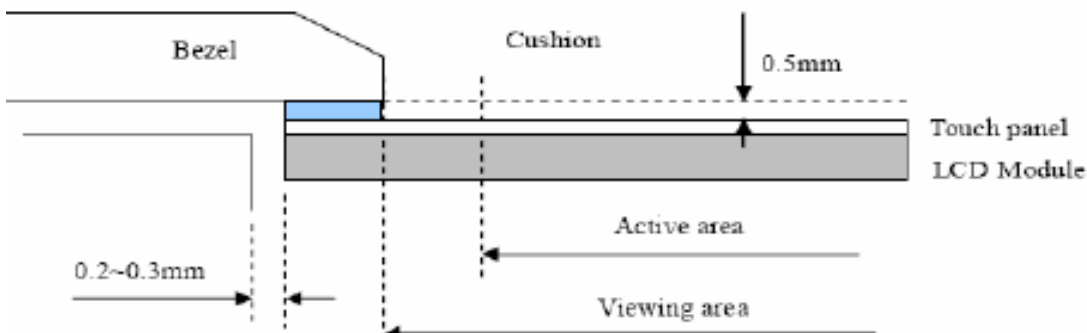 Cushion
Bezel
0.5mm
Touch panel
LCD Module
Active area
0.2~0.3mm
Viewing area